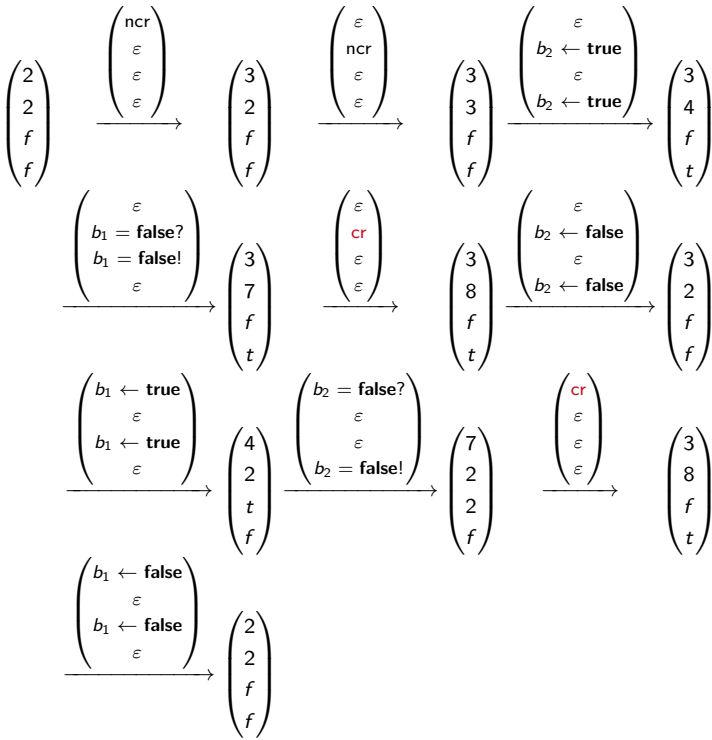 (2 2 f f) —(ncr ε ε ε)→ (3 2 f f) —(ε ncr ε ε)→ (3 3 f f) —(ε b₂ ← true ε b₂ ← true)→ (3 4 f t)
—(ε b₁ = false? b₁ = false! ε)→ (3 7 f t) —(ε cr ε ε)→ (3 8 f t) —(ε b₂ ← false ε b₂ ← false)→ (3 2 f f)
—(b₁ ← true ε b₁ ← true ε)→ (4 2 t f) —(b₂ = false? ε ε b₂ = false!)→ (7 2 2 f) —(cr ε ε ε)→ (3 8 f t)
—(b₁ ← false ε b₁ ← false ε)→ (2 2 f f)